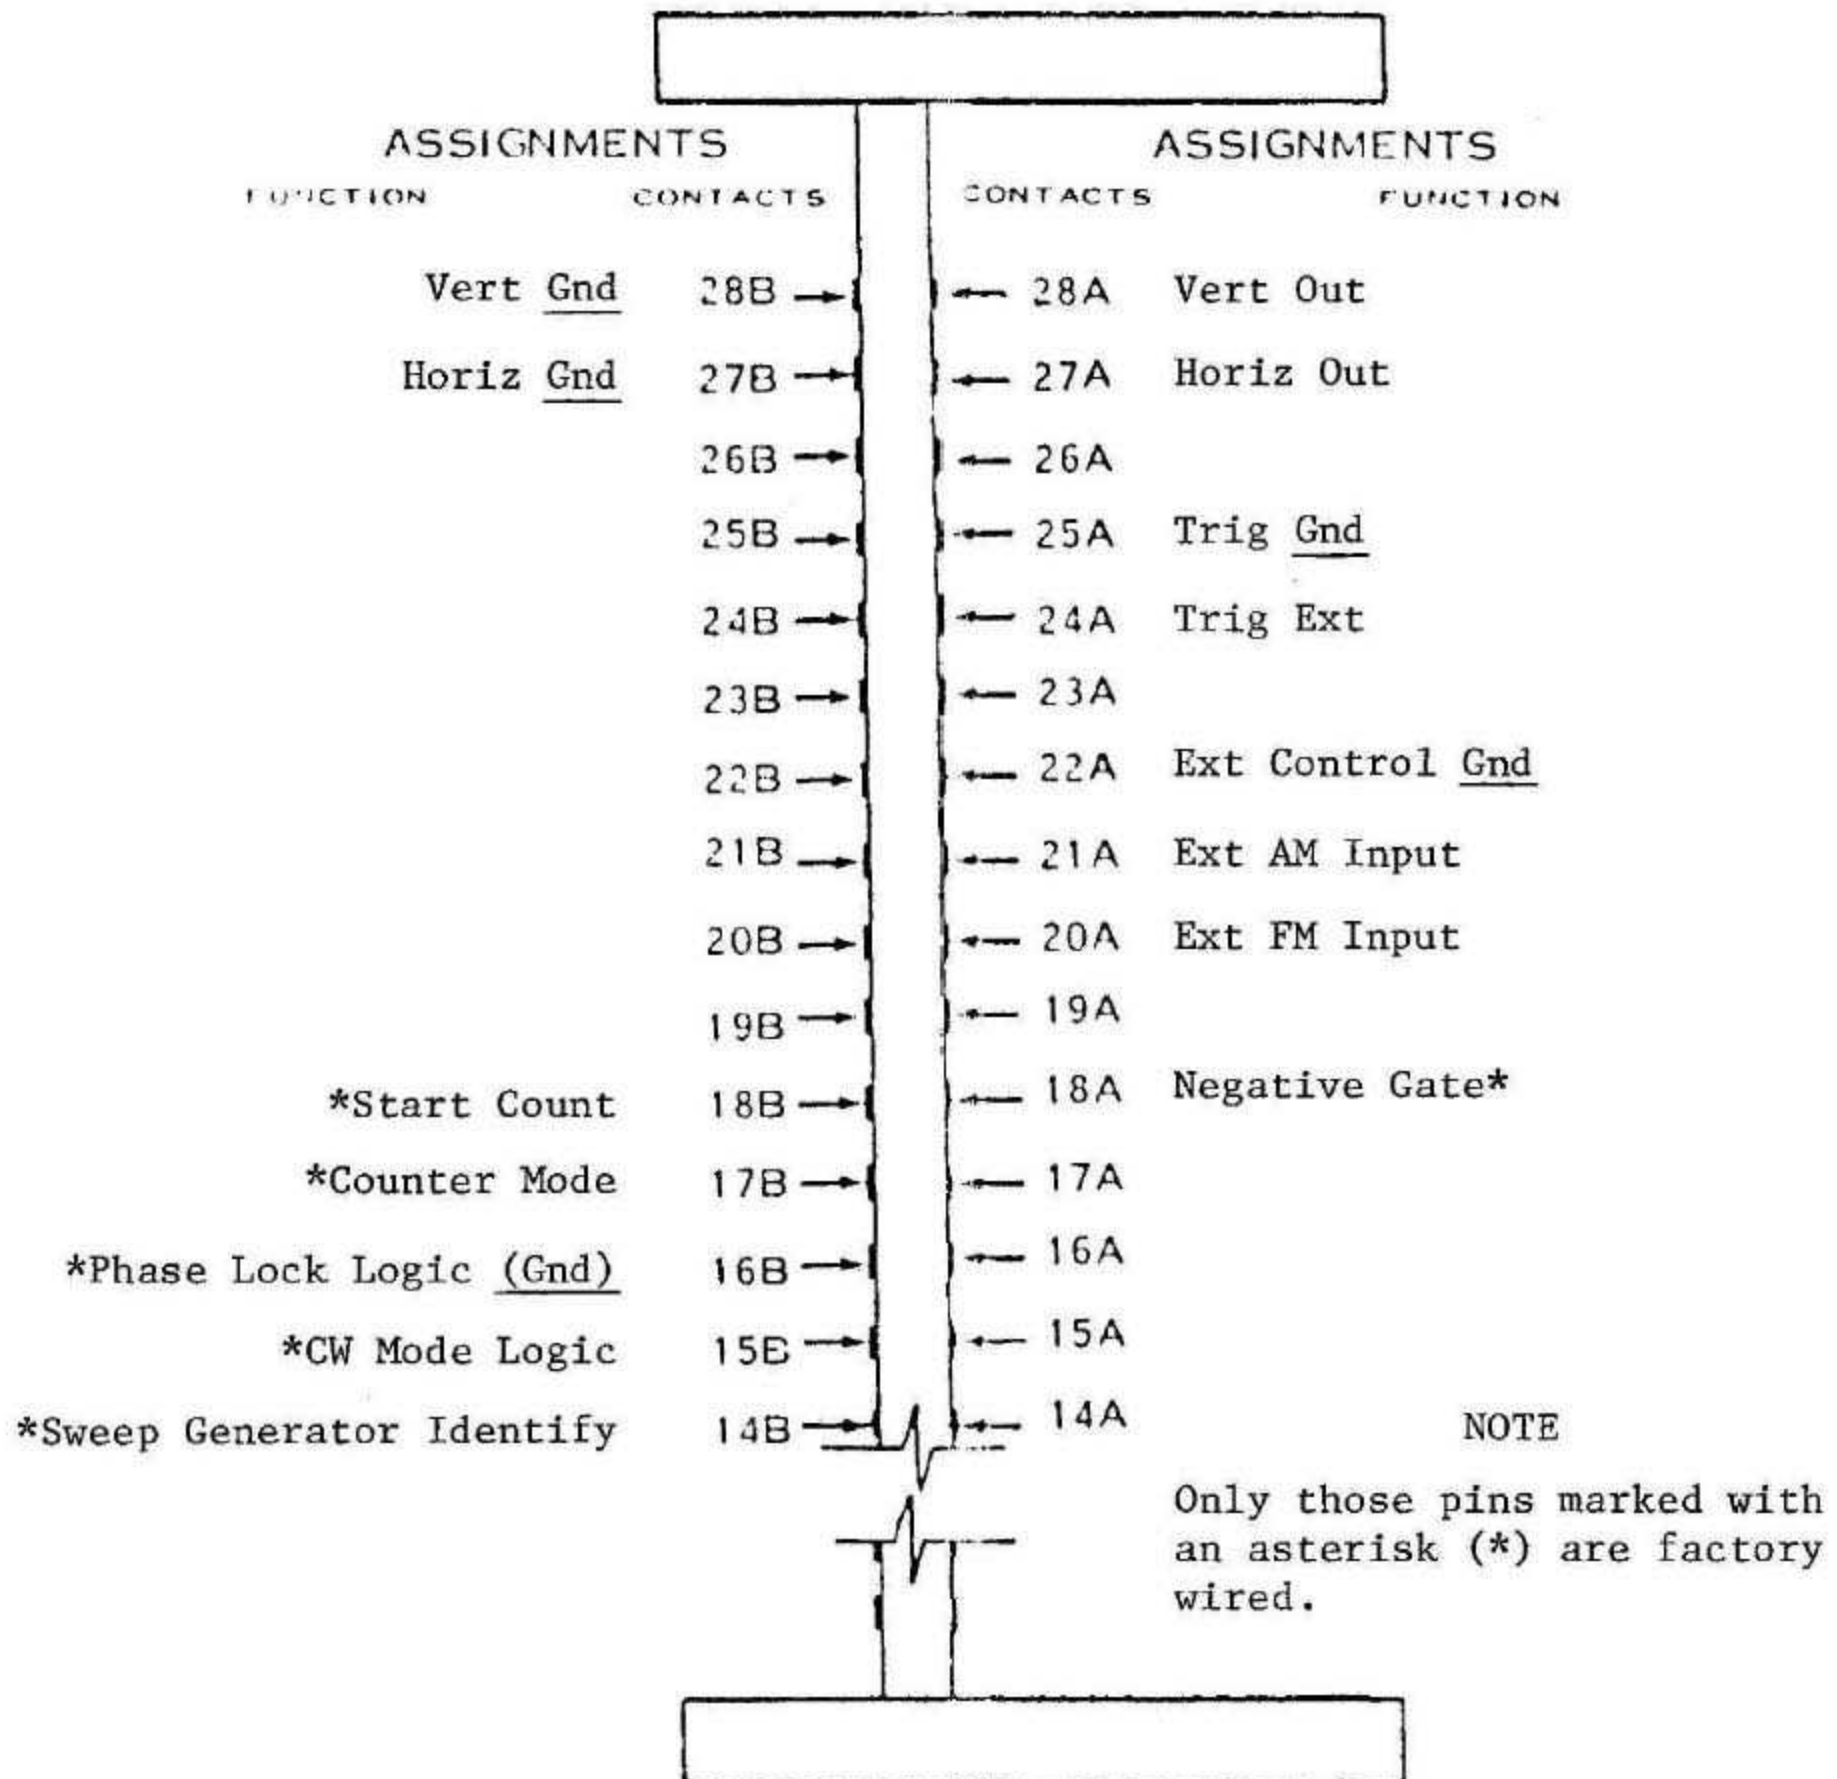 ASSIGNMENTS ASSIGNMENTS
FUNCTION CONTACTS CONTACTS FUNCTION
Vert Gnd 28B 28A Vert Out
Horiz Gnd 27B 27A Horiz Out
26B 26A
25B 25A Trig Gnd
24B 24A Trig Ext
23B 23A
22B 22A Ext Control Gnd
21B 21A Ext AM Input
20B 20A Ext FM Input
19B 19A
*Start Count 18B 18A Negative Gate*
*Counter Mode 17B 17A
*Phase Lock Logic (Gnd) 16B 16A
*CW Mode Logic 15B 15A
*Sweep Generator Identify 14B 14A
NOTE
Only those pins marked with
an asterisk (*) are factory
wired.